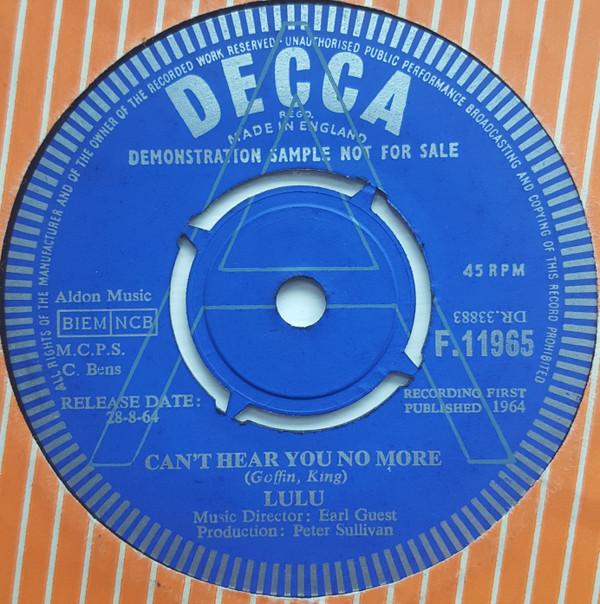 ALL RIGHTS OF THE MANUFACTURER AND OF THE OWNER OF THE RECORDED WORK RESERVED · UNAUTHORISED PUBLIC PERFORMANCE BROADCASTING AND COPYING OF THIS RECORD PROHIBITED
DECCA
REGD.
MADE IN ENGLAND
DEMONSTRATION SAMPLE NOT FOR SALE
A
45 RPM
Aldon Music
BIEM NCB
M.C.P.S.
C. Bens
DR.33883
F.11965
RELEASE DATE:
28-8-64
RECORDING FIRST
PUBLISHED 1964
CAN'T HEAR YOU NO MORE
(Goffin, King)
LULU
Music Director: Earl Guest
Production: Peter Sullivan